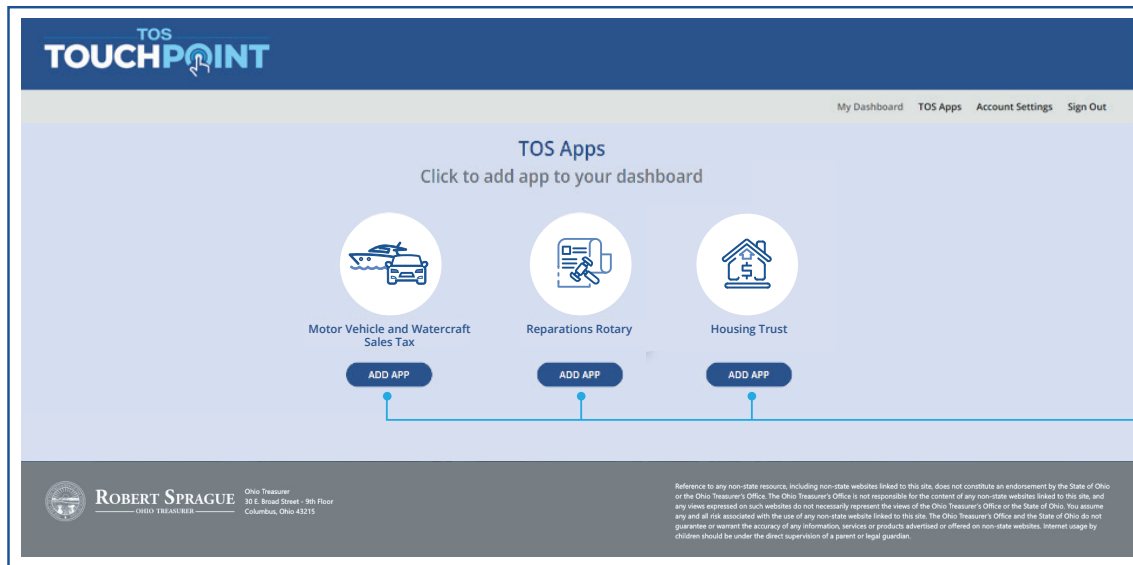 TOS
TOUCHPOINT
My Dashboard TOS Apps Account Settings Sign Out
TOS Apps
Click to add app to your dashboard
Motor Vehicle and Watercraft
Sales Tax
Reparations Rotary
Housing Trust
ADD APP
ADD APP
ADD APP
ROBERT SPRAGUE
OHIO TREASURER
Ohio Treasurer
30 E. Broad Street - 9th Floor
Columbus, Ohio 43215
Reference to any non-state resource, including non-state websites linked to this site, does not constitute an endorsement by the State of Ohio
or the Ohio Treasurer's Office. The Ohio Treasurer's Office is not responsible for the content of any non-state websites linked to this site, and
any views expressed on such websites do not necessarily represent the views of the Ohio Treasurer's Office or the State of Ohio. You assume
any and all risk associated with the use of any non-state website linked to this site. The Ohio Treasurer's Office and the State of Ohio do not
guarantee or warrant the accuracy of any information, services or products advertised or offered on non-state websites. Internet usage by
children should be under the direct supervision of a parent or legal guardian.